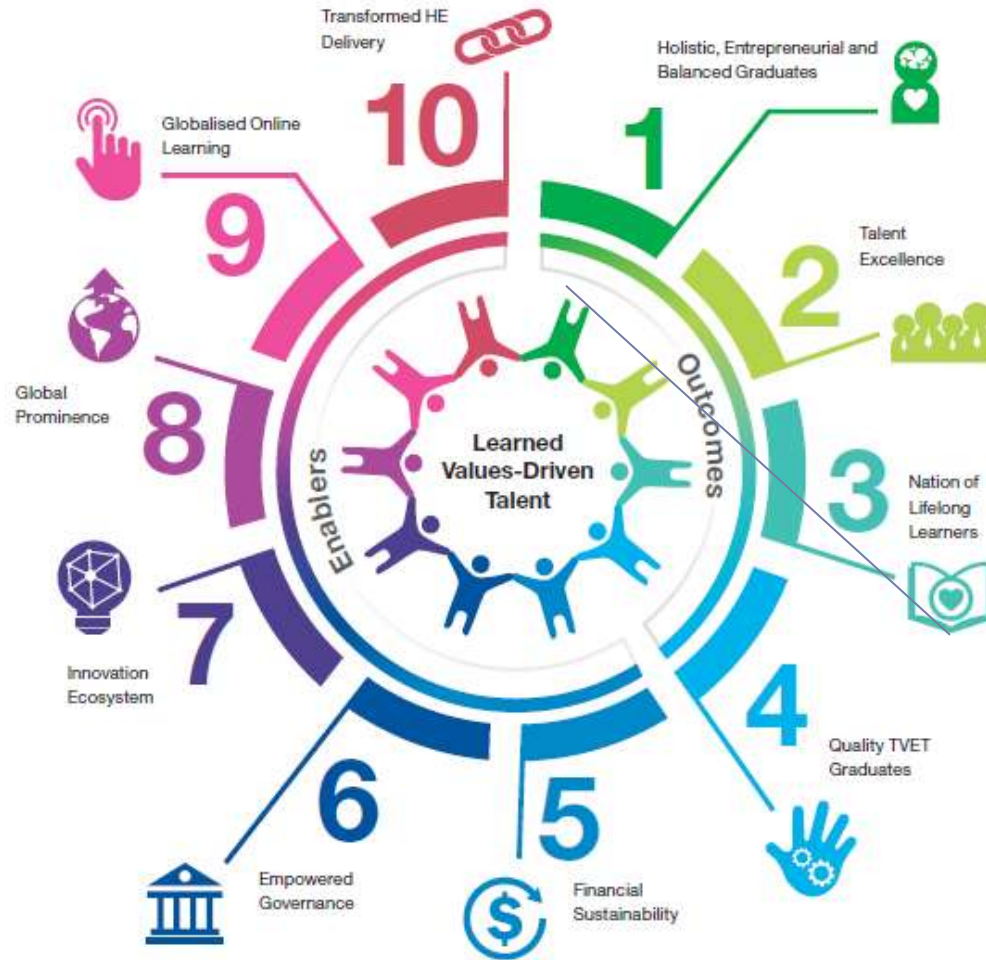 Transformed HE
Delivery
10
Holistic, Entrepreneurial and
Balanced Graduates
1
Talent
Excellence
2
Nation of
Lifelong
Learners
3
Quality TVET
Graduates
4
Financial
Sustainability
5
Empowered
Governance
6
Innovation
Ecosystem
7
Global
Prominence
8
Globalised Online
Learning
9
Enablers
Outcomes
Learned
Values-Driven
Talent
$